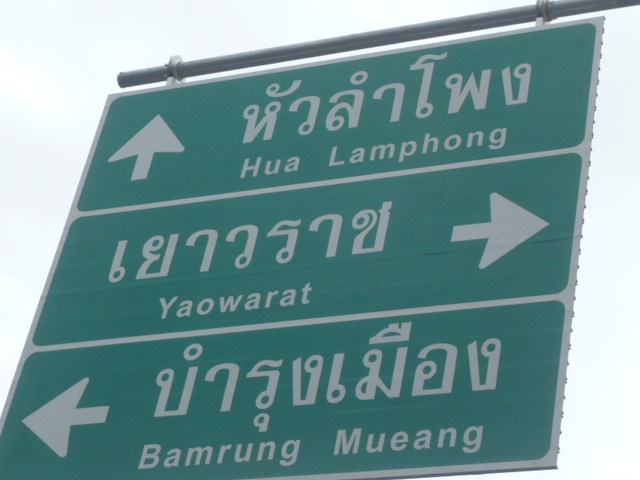 หัวลำโพง
Hua Lamphong
เยาวราช
Yaowarat
บำรุงเมือง
Bamrung Mueang